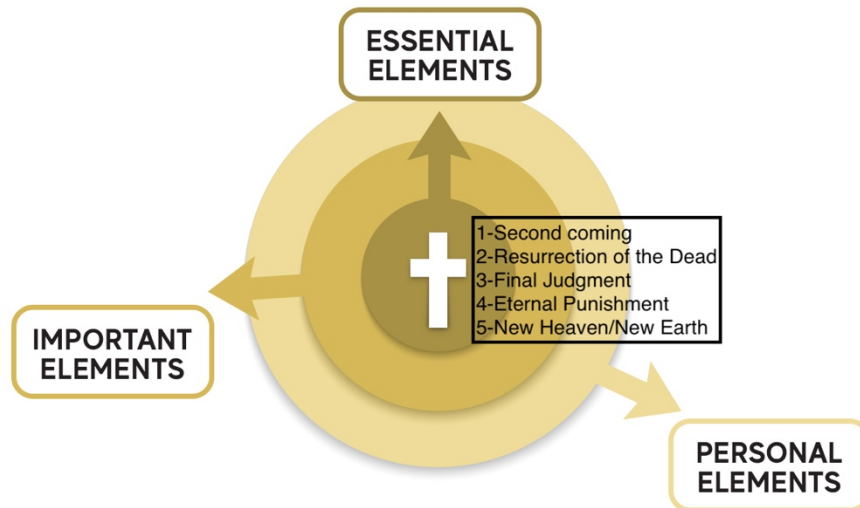 ESSENTIAL
ELEMENTS
1-Second coming
2-Resurrection of the Dead
3-Final Judgment
4-Eternal Punishment
5-New Heaven/New Earth
IMPORTANT
ELEMENTS
PERSONAL
ELEMENTS